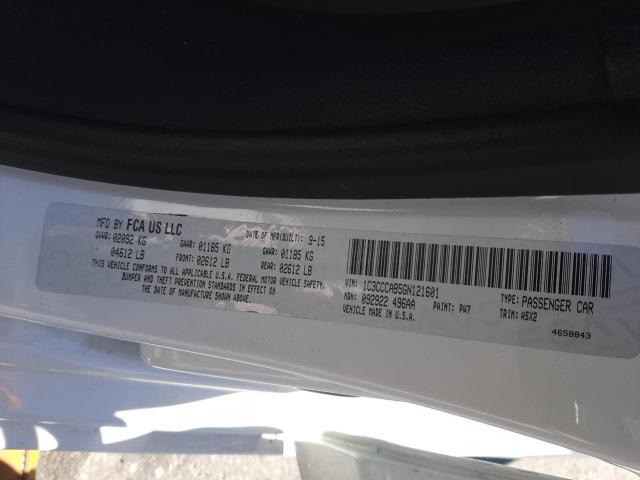 MFD BY FCA US LLC DATE OF MFR(BUILT): 9-15
GVWR: 02092 KG GAWR: 01185 KG GAWR: 01185 KG
04612 LB FRONT: 02612 LB REAR: 02612 LB
THIS VEHICLE CONFORMS TO ALL APPLICABLE U.S.A. FEDERAL MOTOR VEHICLE SAFETY,
BUMPER AND THEFT PREVENTION STANDARDS IN EFFECT ON
THE DATE OF MANUFACTURE SHOWN ABOVE.
VIN: 1C3CCCAB5GN121601 TYPE: PASSENGER CAR
MDH: 092922 496AA PAINT: PW7 TRIM: A5X2
VEHICLE MADE IN U.S.A. 4658843